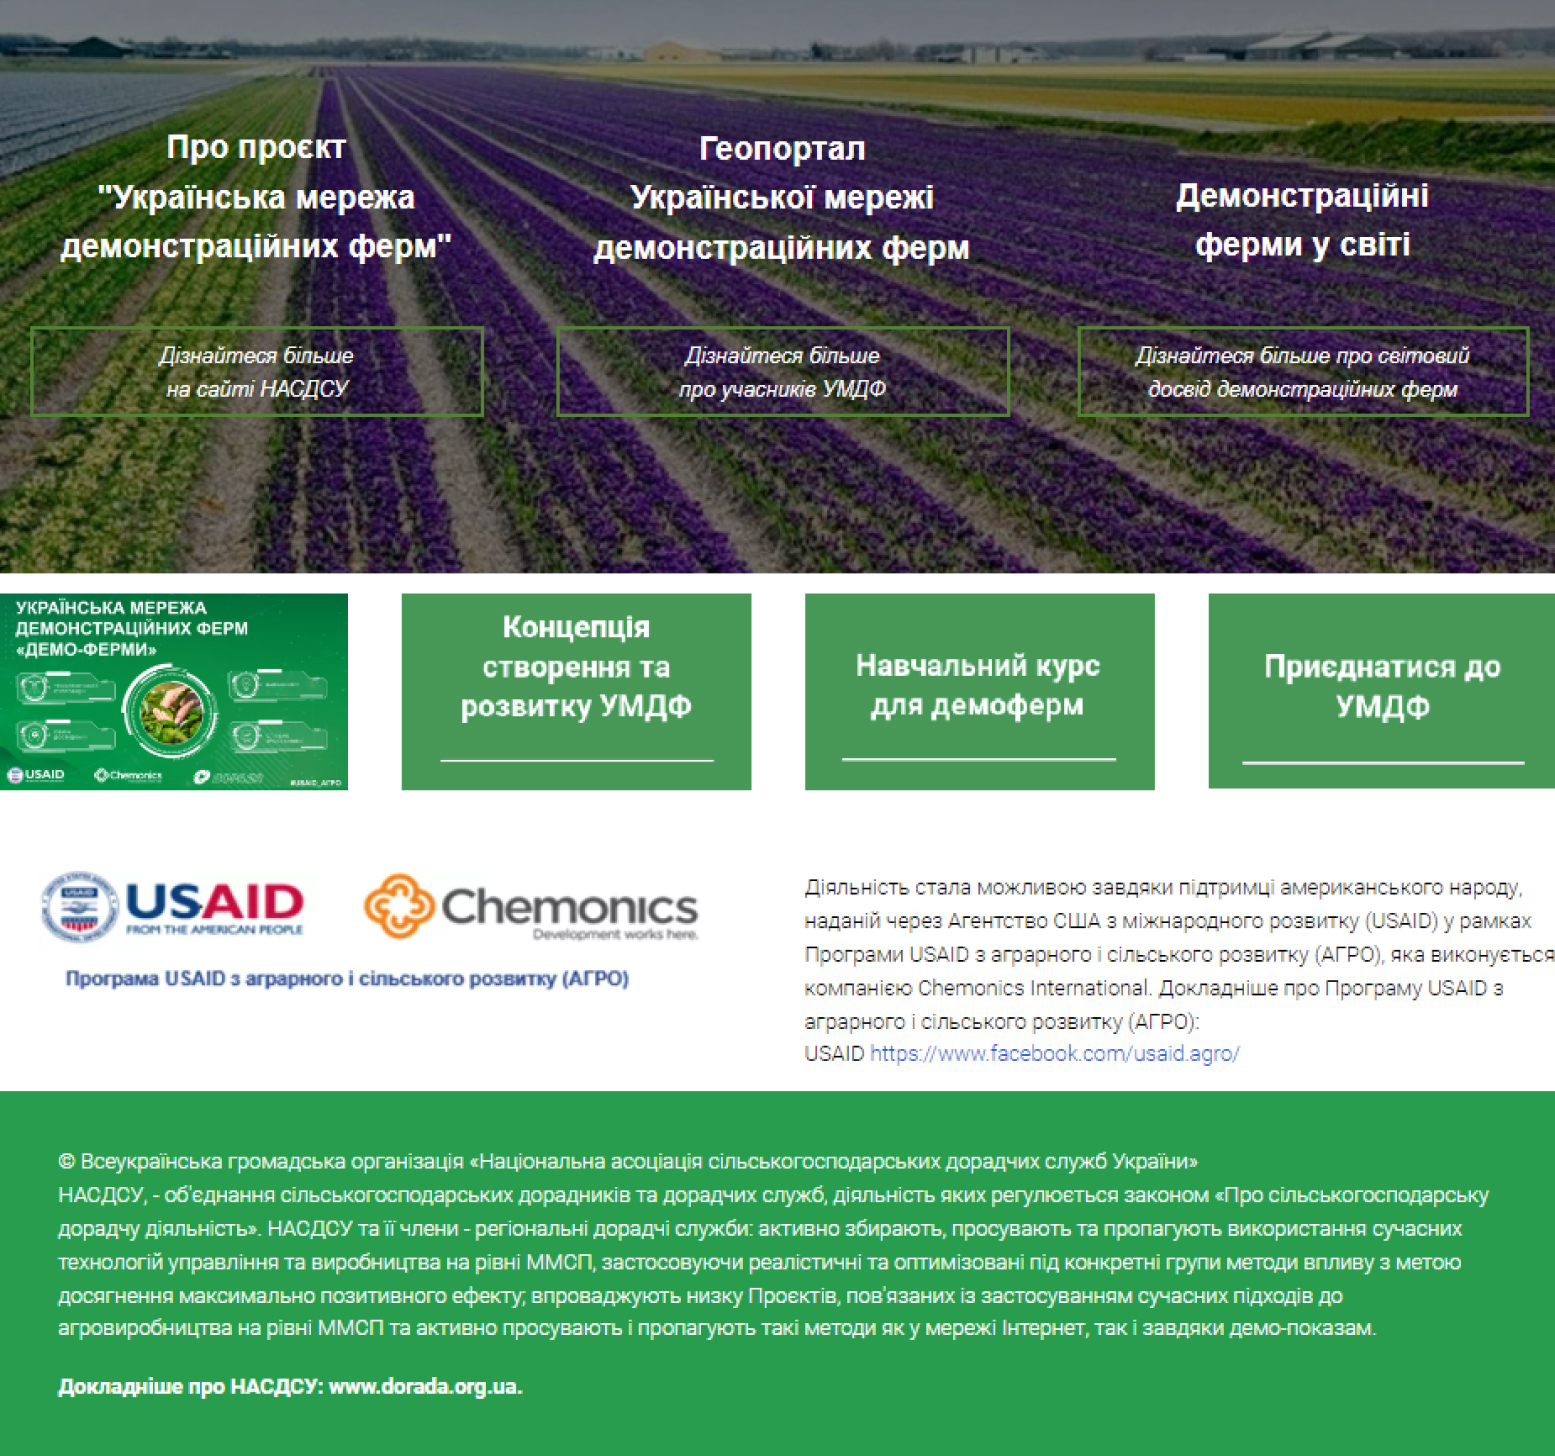 Про проєкт
"Українська мережа
демонстраційних ферм"
Дізнайтеся більше
на сайті НАСДСУ
Геопортал
Української мережі
демонстраційних ферм
Дізнайтеся більше
про учасників УМДФ
Демонстраційні
ферми у світі
Дізнайтеся більше про світовий
досвід демонстраційних ферм
УКРАЇНСЬКА МЕРЕЖА
ДЕМОНСТРАЦІЙНИХ ФЕРМ
«ДЕМО-ФЕРМИ»
USAID
Chemonics
#USAID_АГРО
Концепція
створення та
розвитку УМДФ
Навчальний курс
для демоферм
Приєднатися до
УМДФ
USAID
FROM THE AMERICAN PEOPLE
Chemonics
Development works here.
Програма USAID з аграрного і сільського розвитку (АГРО)
Діяльність стала можливою завдяки підтримці американського народу,
наданій через Агентство США з міжнародного розвитку (USAID) у рамках
Програми USAID з аграрного і сільського розвитку (АГРО), яка виконується
компанією Chemonics International. Докладніше про Програму USAID з
аграрного і сільського розвитку (АГРО):
USAID https://www.facebook.com/usaid.agro/
© Всеукраїнська громадська організація «Національна асоціація сільськогосподарських дорадчих служб України»
НАСДСУ, - об'єднання сільськогосподарських дорадників та дорадчих служб, діяльність яких регулюється законом «Про сільськогосподарську
дорадчу діяльність». НАСДСУ та її члени - регіональні дорадчі служби: активно збирають, просувають та пропагують використання сучасних
технологій управління та виробництва на рівні ММСП, застосовуючи реалістичні та оптимізовані під конкретні групи методи впливу з метою
досягнення максимально позитивного ефекту; впроваджують низку Проєктів, пов'язаних із застосуванням сучасних підходів до
агровиробництва на рівні ММСП та активно просувають і пропагують такі методи як у мережі Інтернет, так і завдяки демо-показам.
Докладніше про НАСДСУ: www.dorada.org.ua.